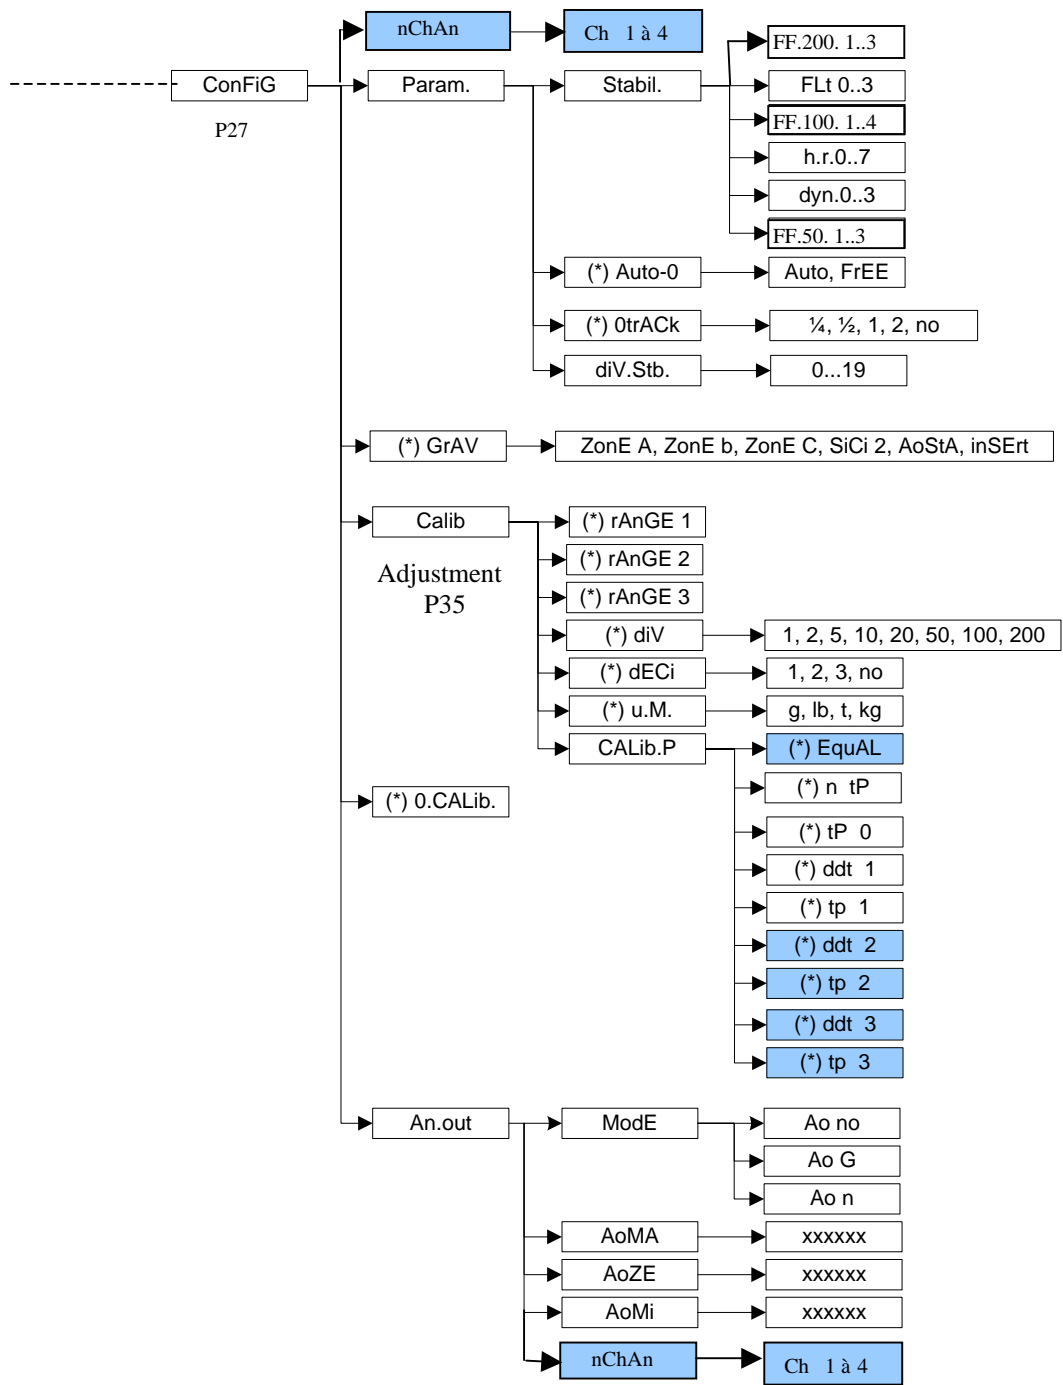 nChAn
Ch 1 à 4
FF.200. 1..3
ConFiG
Param.
Stabil.
FLt 0..3
P27
FF.100. 1..4
h.r.0..7
dyn.0..3
FF.50. 1..3
(*) Auto-0
Auto, FrEE
(*) 0trACk
¼, ½, 1, 2, no
diV.Stb.
0...19
(*) GrAV
ZonE A, ZonE b, ZonE C, SiCi 2, AoStA, inSErt
Calib
(*) rAnGE 1
Adjustment
P35
(*) rAnGE 2
(*) rAnGE 3
(*) diV
1, 2, 5, 10, 20, 50, 100, 200
(*) dECi
1, 2, 3, no
(*) u.M.
g, lb, t, kg
CALib.P
(*) EquAL
(*) n tP
(*) 0.CALib.
(*) tP 0
(*) ddt 1
(*) tp 1
(*) ddt 2
(*) tp 2
(*) ddt 3
(*) tp 3
An.out
ModE
Ao no
Ao G
Ao n
AoMA
xxxxxx
AoZE
xxxxxx
AoMi
xxxxxx
nChAn
Ch 1 à 4